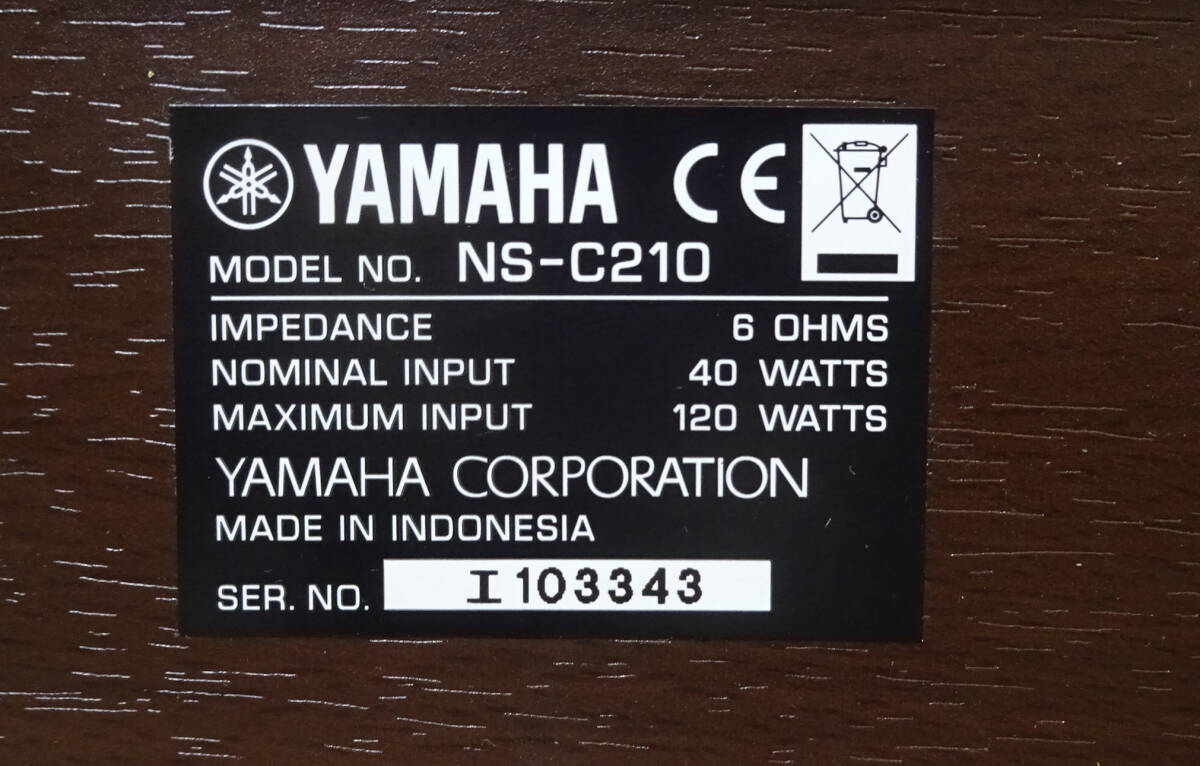 YAMAHA CE
MODEL NO. NS-C210
IMPEDANCE 6 OHMS
NOMINAL INPUT 40 WATTS
MAXIMUM INPUT 120 WATTS
YAMAHA CORPORATION
MADE IN INDONESIA
SER. NO. I103343